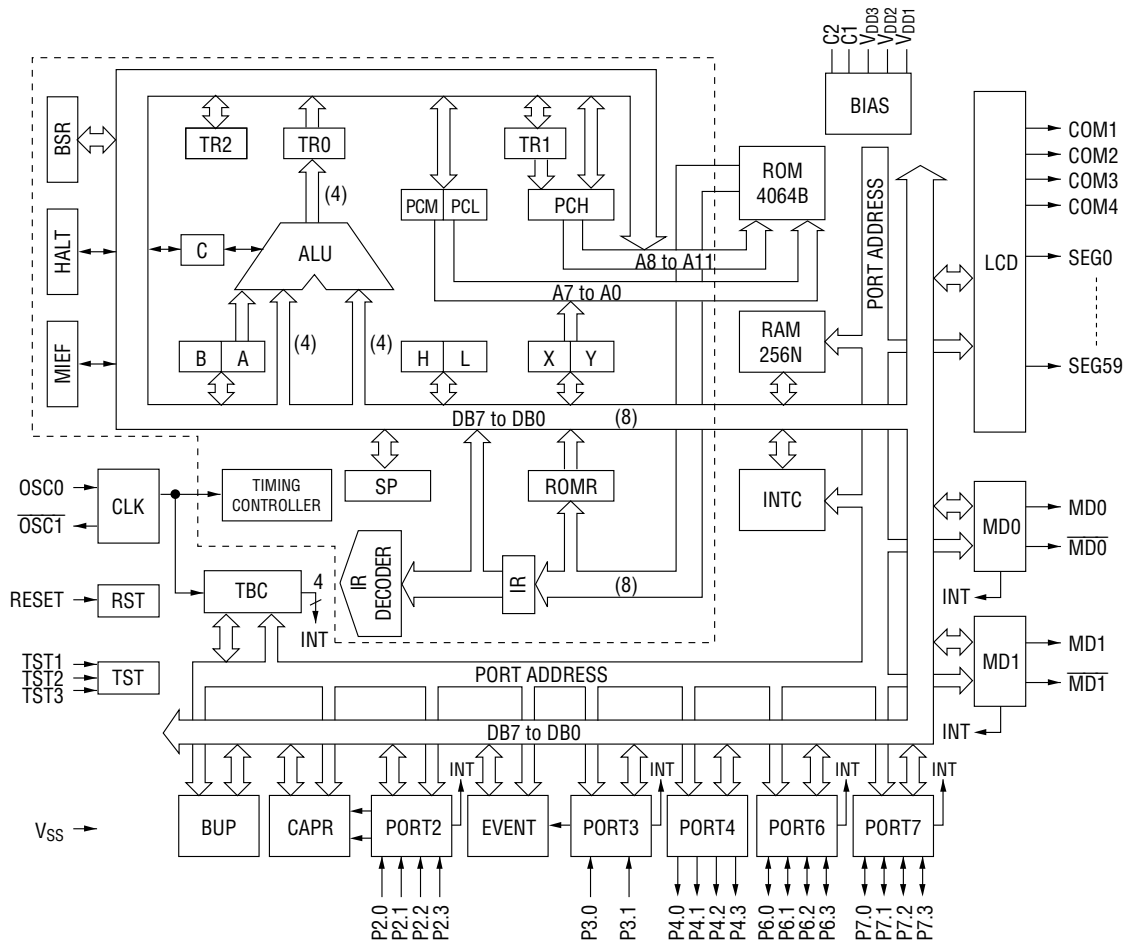 C2
C1
VDD3
VDD2
VDD1
BIAS
BSR
HALT
MIEF
TR2
TR0
TR1
(4)
PCM
PCL
PCH
ROM
4064B
C
ALU
A8 to A11
A7 to A0
PORT ADDRESS
LCD
COM1
COM2
COM3
COM4
SEG0
SEG59
B
A
(4)
(4)
H
L
X
Y
RAM
256N
DB7 to DB0
(8)
SP
ROMR
INTC
OSC0
OSC1
CLK
TIMING
CONTROLLER
MD0
MD0
MD0
INT
IR
DECODER
IR
(8)
RESET
RST
TBC
4
INT
TST1
TST2
TST3
TST
MD1
MD1
MD1
INT
PORT ADDRESS
DB7 to DB0
VSS
BUP
CAPR
PORT2
INT
EVENT
PORT3
INT
PORT4
PORT6
INT
PORT7
INT
P2.0
P2.1
P2.2
P2.3
P3.0
P3.1
P4.0
P4.1
P4.2
P4.3
P6.0
P6.1
P6.2
P6.3
P7.0
P7.1
P7.2
P7.3